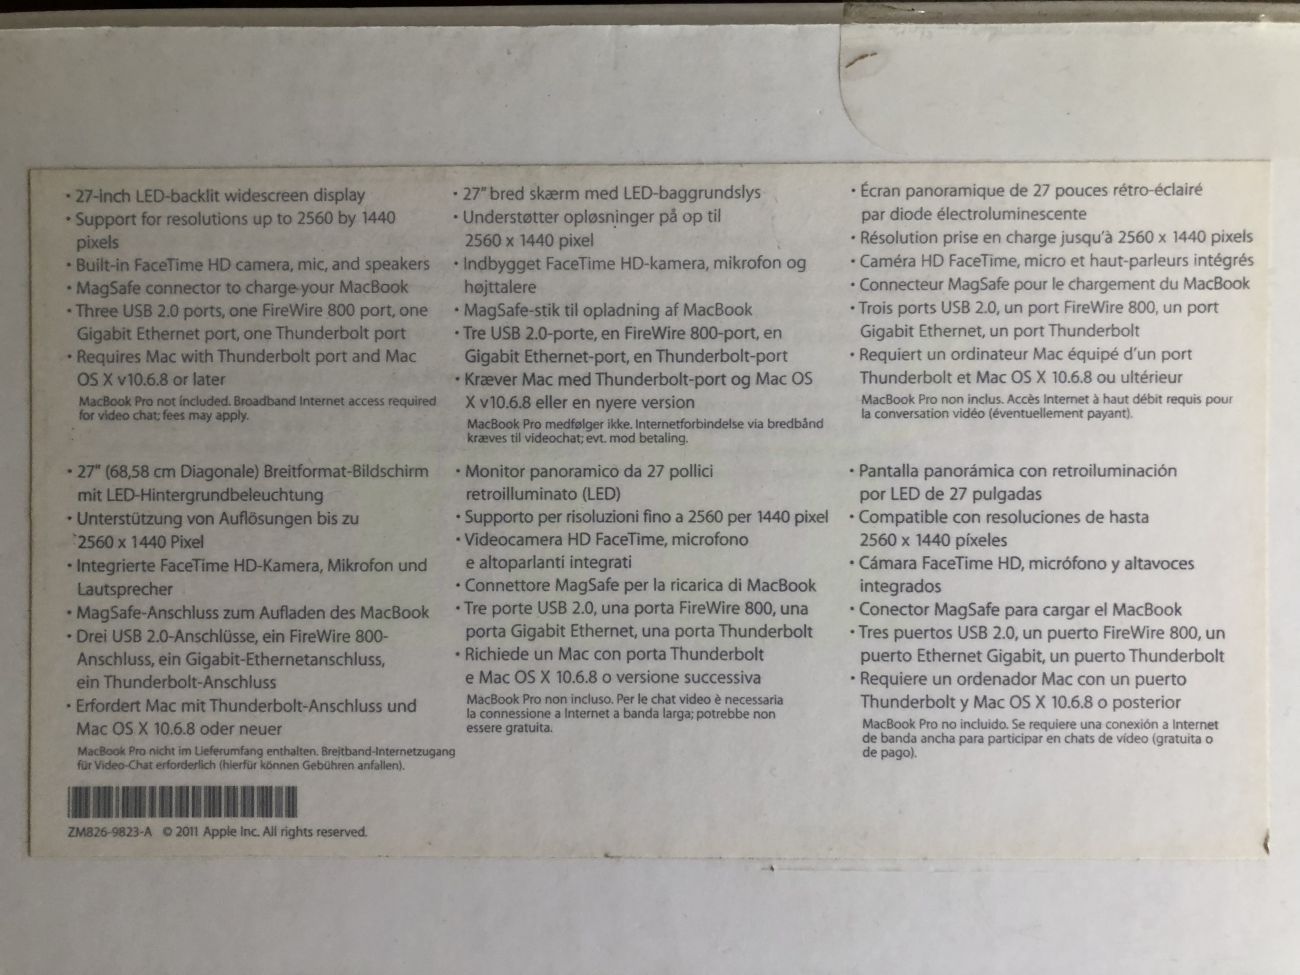 • 27-inch LED-backlit widescreen display
• Support for resolutions up to 2560 by 1440
pixels
• Built-in FaceTime HD camera, mic, and speakers
• MagSafe connector to charge your MacBook
• Three USB 2.0 ports, one FireWire 800 port, one
Gigabit Ethernet port, one Thunderbolt port
• Requires Mac with Thunderbolt port and Mac
OS X v10.6.8 or later
MacBook Pro not included. Broadband Internet access required
for video chat; fees may apply.
• 27" bred skærm med LED-baggrundslys
• Understøtter opløsninger på op til
2560 x 1440 pixel
• Indbygget FaceTime HD-kamera, mikrofon og
højttalere
• MagSafe-stik til opladning af MacBook
• Tre USB 2.0-porte, en FireWire 800-port, en
Gigabit Ethernet-port, en Thunderbolt-port
• Kræver Mac med Thunderbolt-port og Mac OS
X v10.6.8 eller en nyere version
MacBook Pro medfølger ikke. Internetforbindelse via bredbånd
kræves til videochat; evt. mod betaling.
• Écran panoramique de 27 pouces rétro-éclairé
par diode électroluminescente
• Résolution prise en charge jusqu'à 2560 x 1440 pixels
• Caméra HD FaceTime, micro et haut-parleurs intégrés
• Connecteur MagSafe pour le chargement du MacBook
• Trois ports USB 2.0, un port FireWire 800, un port
Gigabit Ethernet, un port Thunderbolt
• Requiert un ordinateur Mac équipé d'un port
Thunderbolt et Mac OS X 10.6.8 ou ultérieur
MacBook Pro non inclus. Accès Internet à haut débit requis pour
la conversation vidéo (éventuellement payant).
• 27" (68,58 cm Diagonale) Breitformat-Bildschirm
mit LED-Hintergrundbeleuchtung
• Unterstützung von Auflösungen bis zu
2560 x 1440 Pixel
• Integrierte FaceTime HD-Kamera, Mikrofon und
Lautsprecher
• MagSafe-Anschluss zum Aufladen des MacBook
• Drei USB 2.0-Anschlüsse, ein FireWire 800-
Anschluss, ein Gigabit-Ethernetanschluss,
ein Thunderbolt-Anschluss
• Erfordert Mac mit Thunderbolt-Anschluss und
Mac OS X 10.6.8 oder neuer
MacBook Pro nicht im Lieferumfang enthalten. Breitband-Internetzugang
für Video-Chat erforderlich (hierfür können Gebühren anfallen).
• Monitor panoramico da 27 pollici
retroilluminato (LED)
• Supporto per risoluzioni fino a 2560 per 1440 pixel
• Videocamera HD FaceTime, microfono
e altoparlanti integrati
• Connettore MagSafe per la ricarica di MacBook
• Tre porte USB 2.0, una porta FireWire 800, una
porta Gigabit Ethernet, una porta Thunderbolt
• Richiede un Mac con porta Thunderbolt
e Mac OS X 10.6.8 o versione successiva
MacBook Pro non incluso. Per le chat video è necessaria
la connessione a Internet a banda larga; potrebbe non
essere gratuita.
• Pantalla panorámica con retroiluminación
por LED de 27 pulgadas
• Compatible con resoluciones de hasta
2560 x 1440 píxeles
• Cámara FaceTime HD, micrófono y altavoces
integrados
• Conector MagSafe para cargar el MacBook
• Tres puertos USB 2.0, un puerto FireWire 800, un
puerto Ethernet Gigabit, un puerto Thunderbolt
• Requiere un ordenador Mac con un puerto
Thunderbolt y Mac OS X 10.6.8 o posterior
MacBook Pro no incluido. Se requiere una conexión a Internet
de banda ancha para participar en chats de vídeo (gratuita o
de pago).
ZM826-9823-A © 2011 Apple Inc. All rights reserved.